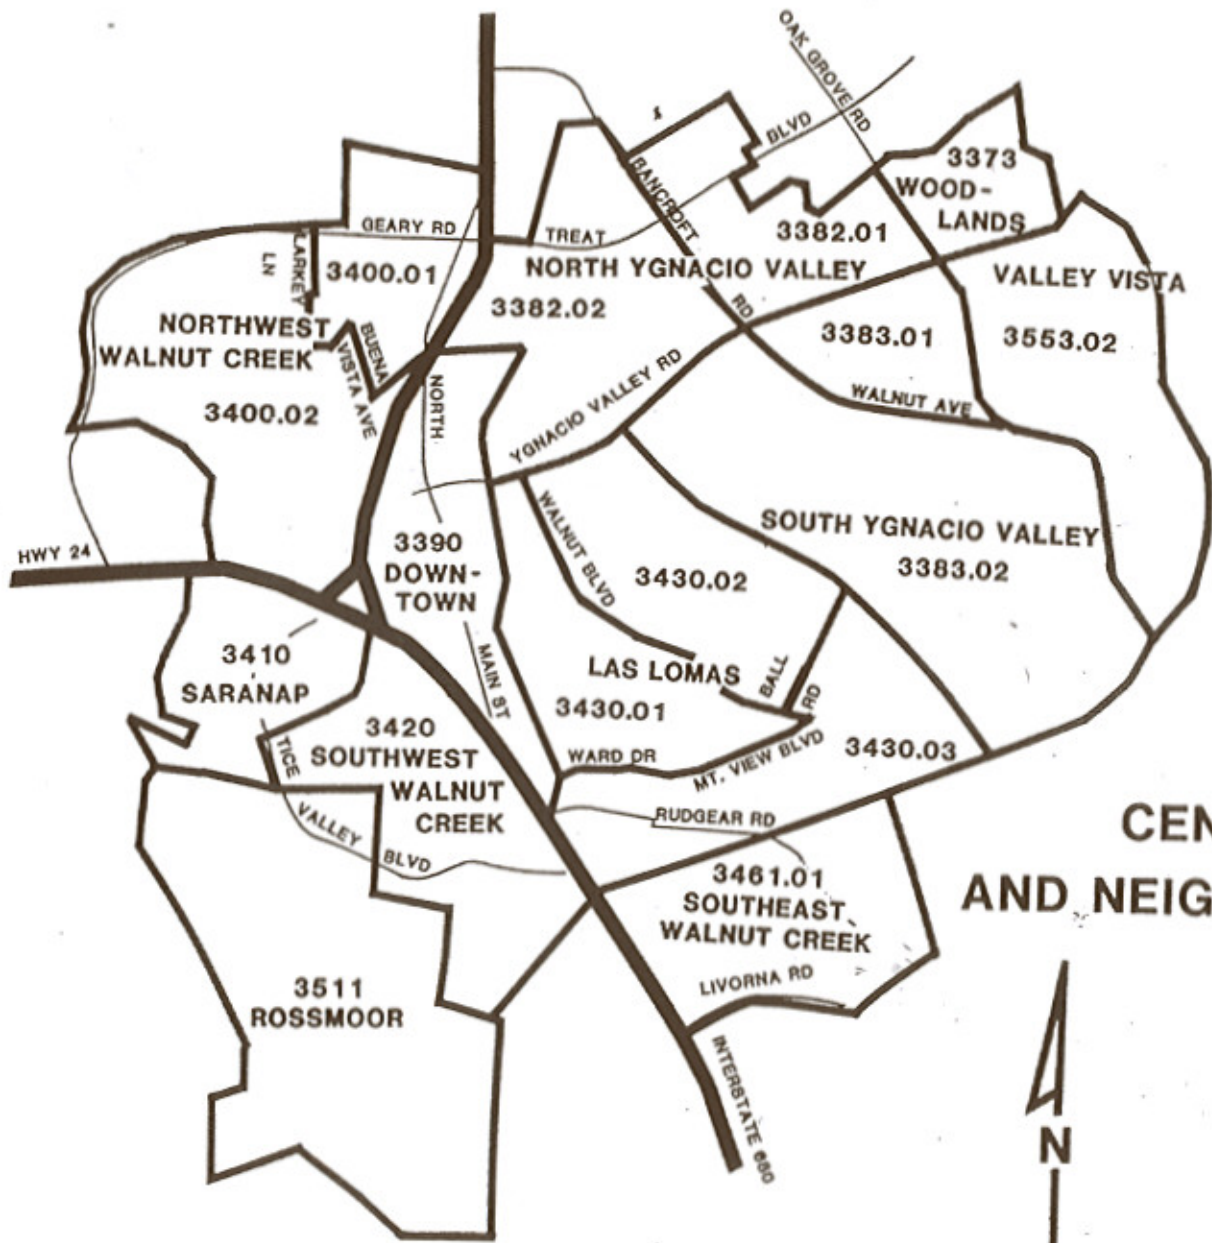 OAK GROVE RD
BLVD
BANCROFT
RD
3373
WOOD-
LANDS
GEARY RD
TREAT
3382.01
LARKEY
LN
3400.01
NORTH YGNACIO VALLEY
VALLEY VISTA
3382.02
NORTHWEST
WALNUT CREEK
BUENA
VISTA AVE
3383.01
3553.02
3400.02
NORTH
YGNACIO VALLEY RD
WALNUT AVE
HWY 24
3390
DOWN-
TOWN
WALNUT BLVD
SOUTH YGNACIO VALLEY
3383.02
3430.02
3410
SARANAP
MAIN ST
LAS LOMAS
BALL
RD
3430.01
3420
SOUTHWEST
WALNUT
CREEK
TICE
VALLEY
BLVD
WARD DR
MT. VIEW BLVD
3430.03
RUDGEAR RD
CEN
AND NEIG
3461.01
SOUTHEAST
WALNUT CREEK
LIVORNA RD
3511
ROSSMOOR
INTERSTATE 680
N